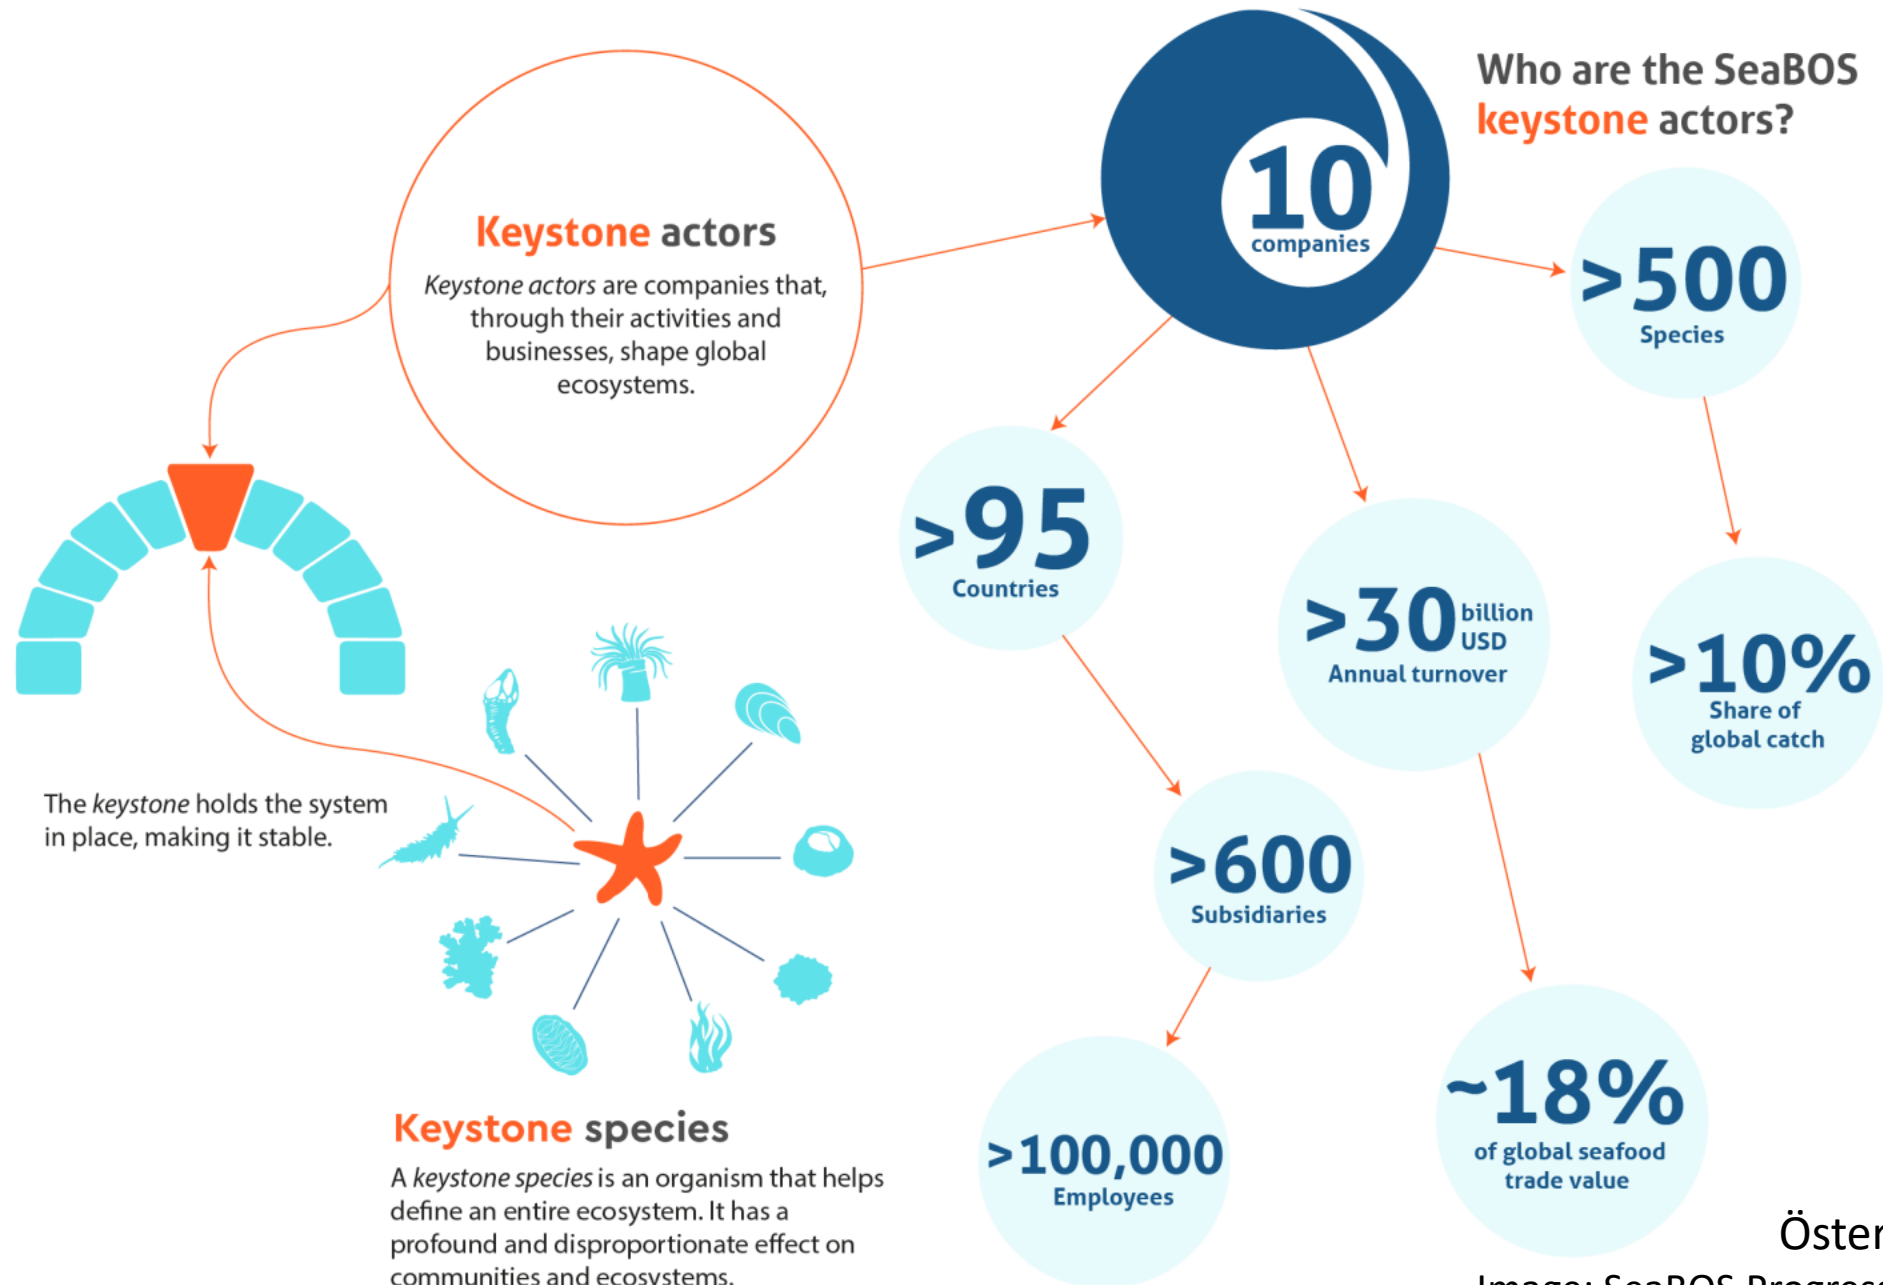 Keystone actors
Keystone actors are companies that,
through their activities and
businesses, shape global
ecosystems.
The keystone holds the system
in place, making it stable.
Keystone species
A keystone species is an organism that helps
define an entire ecosystem. It has a
profound and disproportionate effect on
communities and ecosystems.
Who are the SeaBOS
keystone actors?
10
companies
>500
Species
>10%
Share of
global catch
>95
Countries
>600
Subsidiaries
>100,000
Employees
>30 billion
USD
Annual turnover
~18%
of global seafood
trade value
Öster
Image: SeaBOS Progress